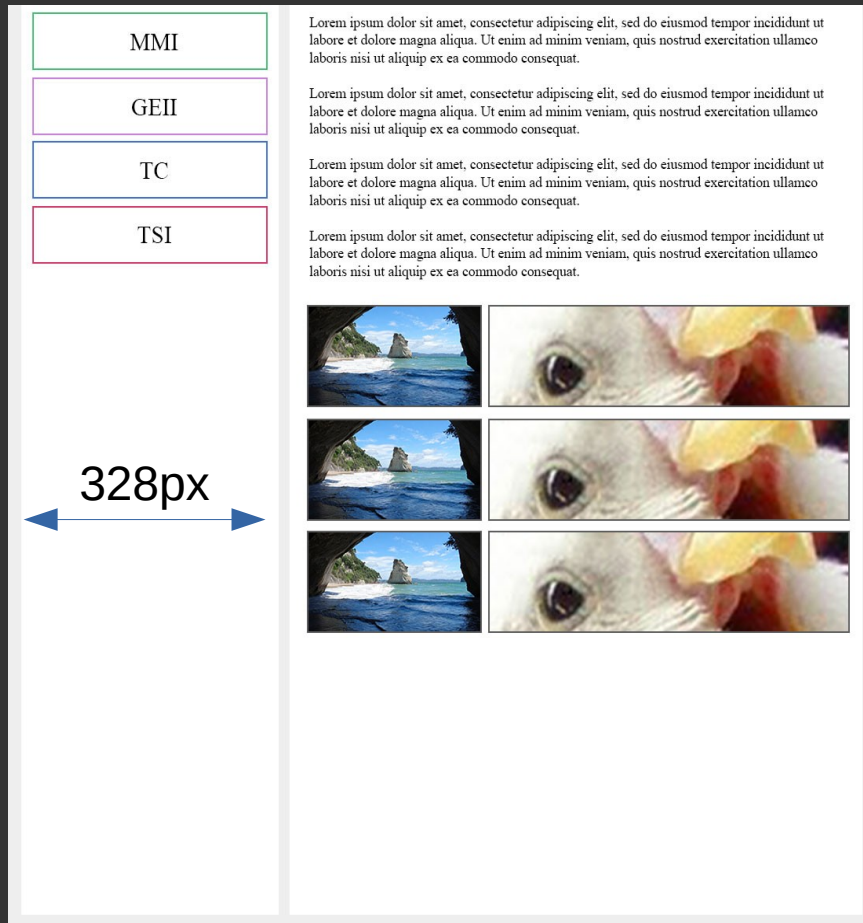 MMI
GEII
TC
TSI
328px
Lorem ipsum dolor sit amet, consectetur adipiscing elit, sed do eiusmod tempor incididunt ut
labore et dolore magna aliqua. Ut enim ad minim veniam, quis nostrud exercitation ullamco
laboris nisi ut aliquip ex ea commodo consequat.
Lorem ipsum dolor sit amet, consectetur adipiscing elit, sed do eiusmod tempor incididunt ut
labore et dolore magna aliqua. Ut enim ad minim veniam, quis nostrud exercitation ullamco
laboris nisi ut aliquip ex ea commodo consequat.
Lorem ipsum dolor sit amet, consectetur adipiscing elit, sed do eiusmod tempor incididunt ut
labore et dolore magna aliqua. Ut enim ad minim veniam, quis nostrud exercitation ullamco
laboris nisi ut aliquip ex ea commodo consequat.
Lorem ipsum dolor sit amet, consectetur adipiscing elit, sed do eiusmod tempor incididunt ut
labore et dolore magna aliqua. Ut enim ad minim veniam, quis nostrud exercitation ullamco
laboris nisi ut aliquip ex ea commodo consequat.